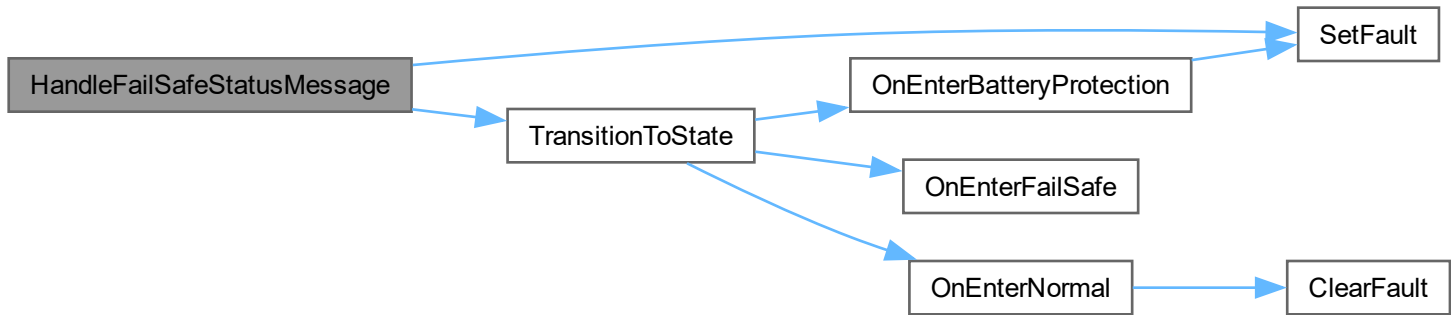 HandleFailSafeStatusMessage
TransitionToState
OnEnterBatteryProtection
SetFault
OnEnterFailSafe
OnEnterNormal
ClearFault